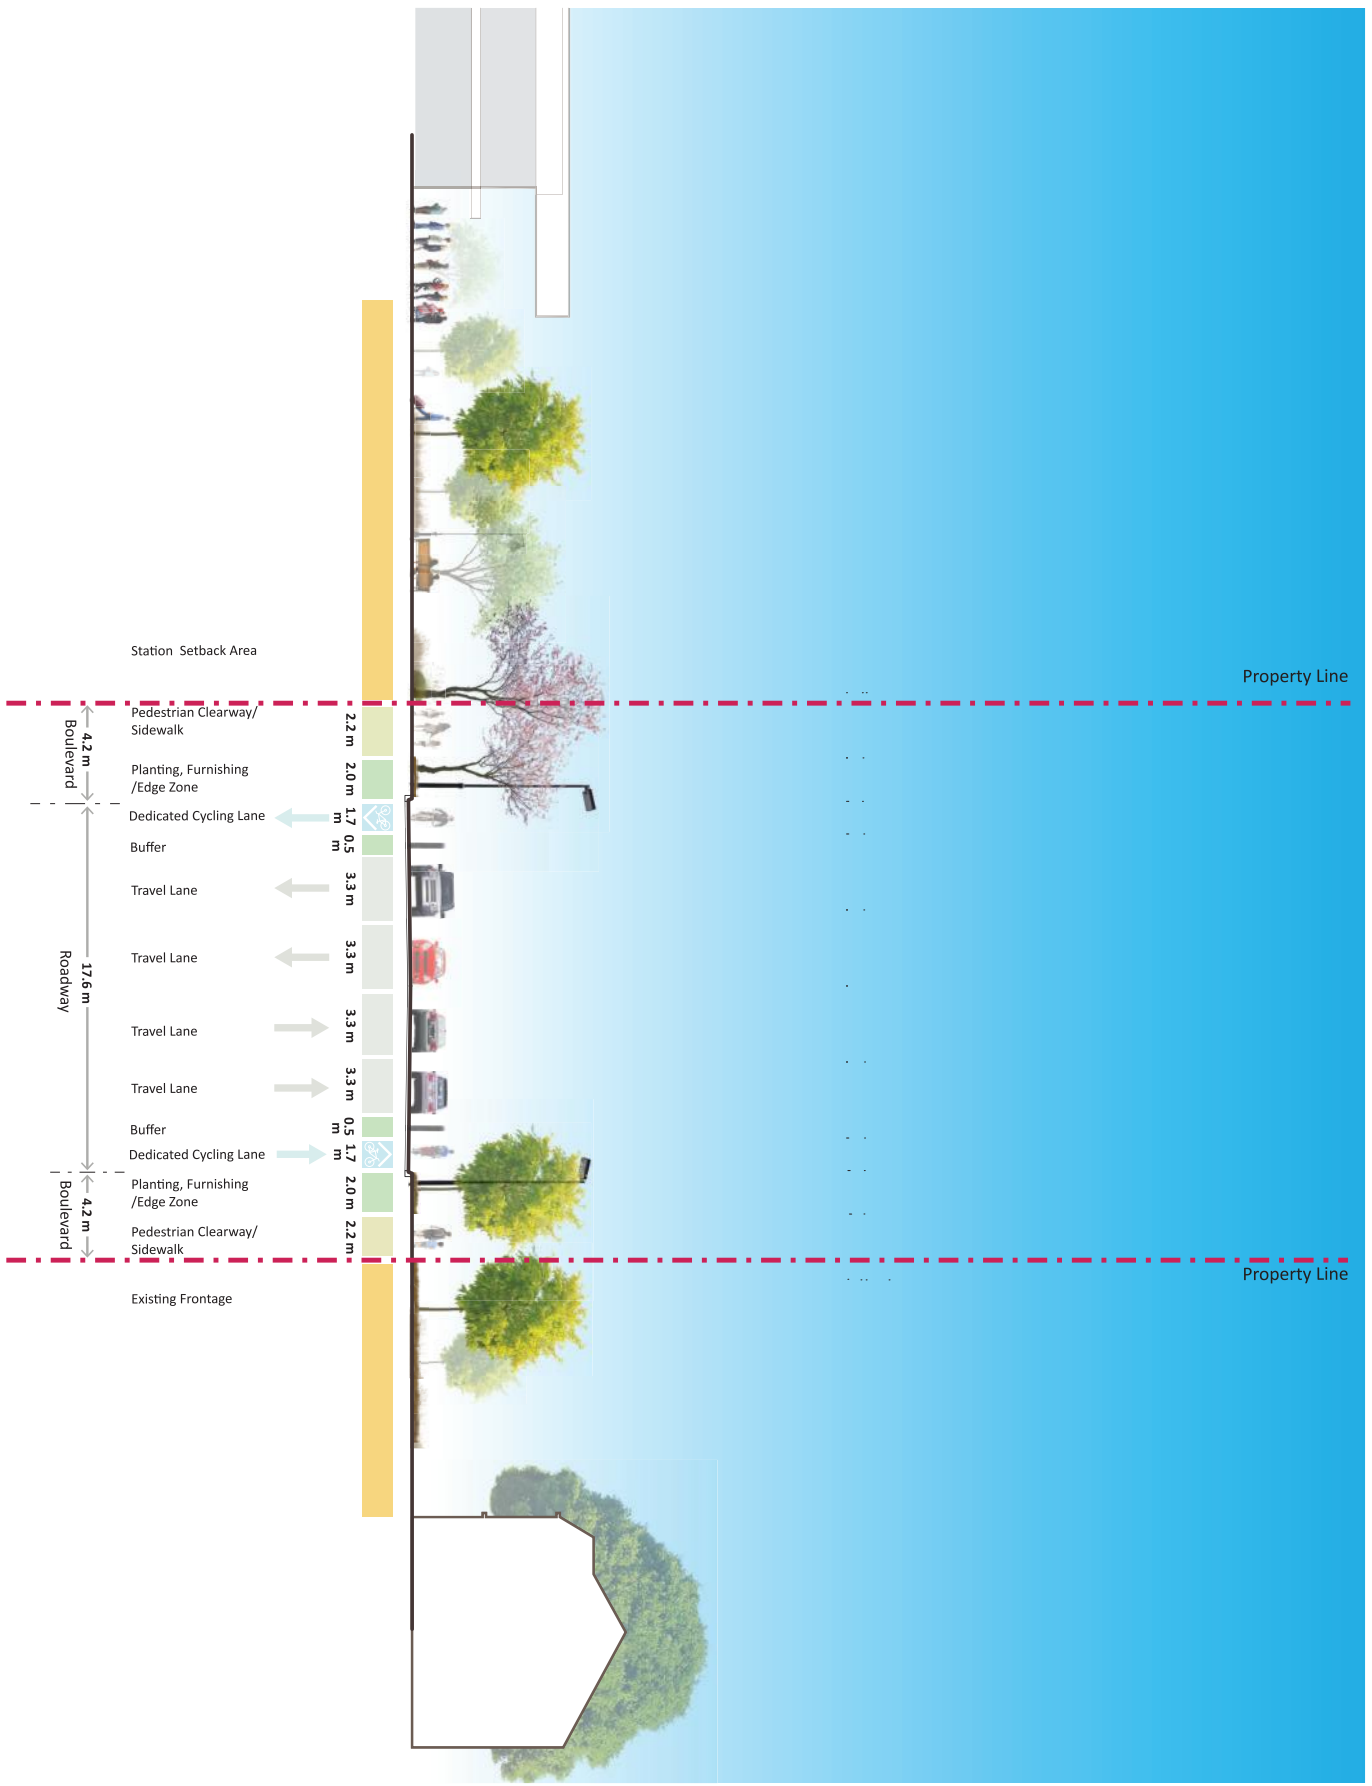 Station Setback Area
Property Line
Pedestrian Clearway/
Sidewalk
2.2 m
4.2 m
Boulevard
Planting, Furnishing
/Edge Zone
2.0 m
Dedicated Cycling Lane
1.7
m
Buffer
0.5
m
Travel Lane
3.3 m
Travel Lane
3.3 m
17.6 m
Roadway
Travel Lane
3.3 m
Travel Lane
3.3 m
Buffer
0.5
m
Dedicated Cycling Lane
1.7
m
Planting, Furnishing
/Edge Zone
2.0 m
4.2 m
Boulevard
Pedestrian Clearway/
Sidewalk
2.2 m
Property Line
Existing Frontage